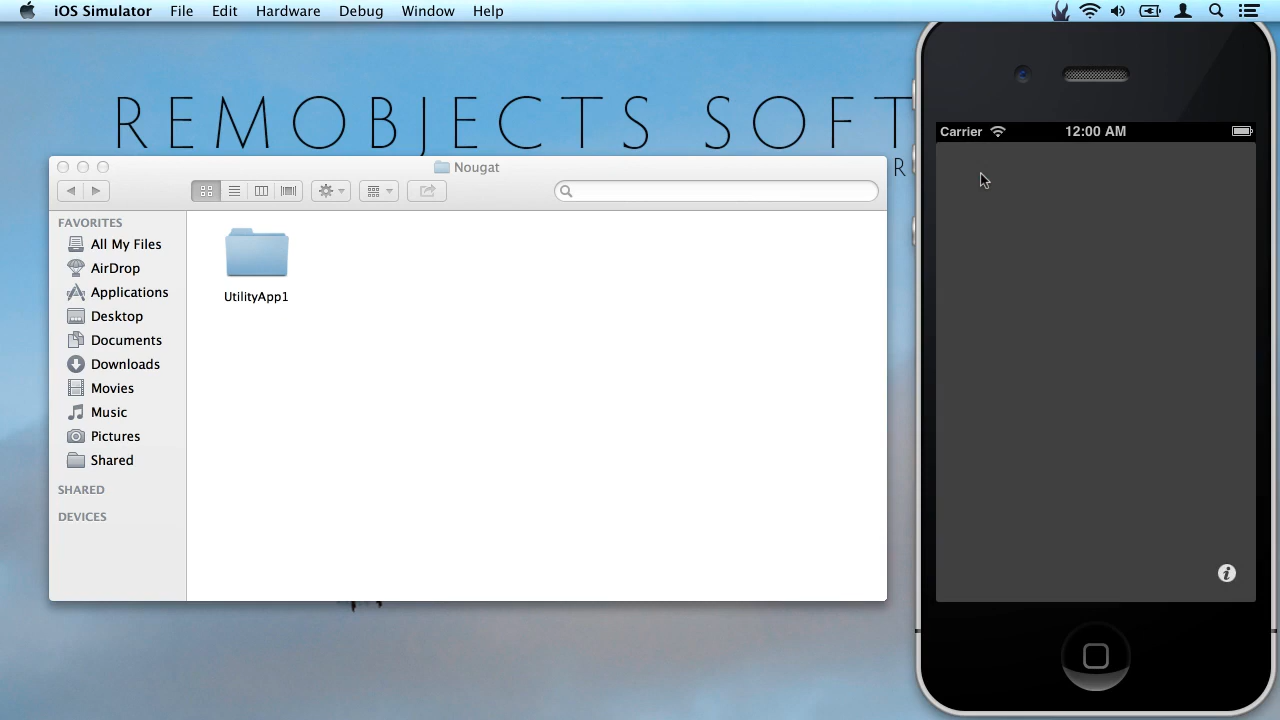 iOS Simulator File Edit Hardware Debug Window Help
REMOBJECTS SOFT
R
Nougat
FAVORITES
All My Files
AirDrop
Applications
Desktop
Documents
Downloads
Movies
Music
Pictures
Shared
SHARED
DEVICES
UtilityApp1
Carrier 12:00 AM